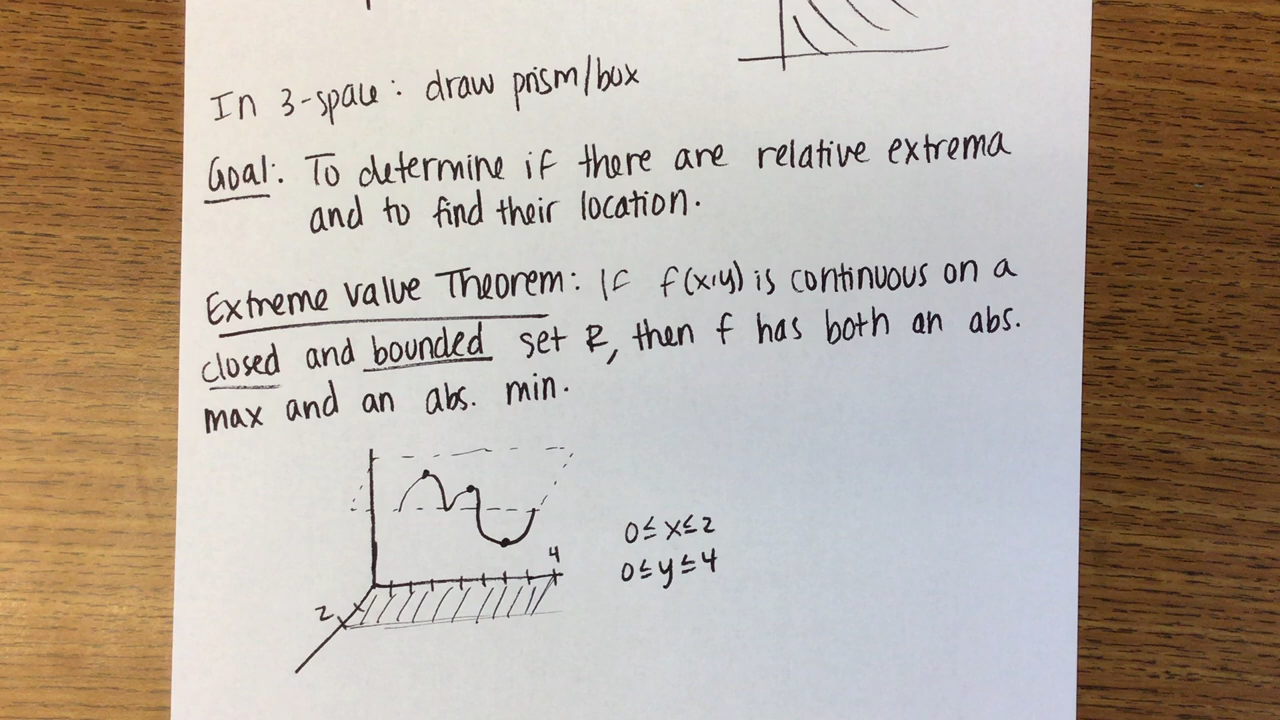 In 3-space: draw prism/box
Goal: To determine if there are relative extrema
and to find their location.
Extreme Value Theorem: If f(x,y) is continuous on a
closed and bounded set R, then f has both an abs.
max and an abs. min.
4
0≤x≤2
0≤y≤4
2